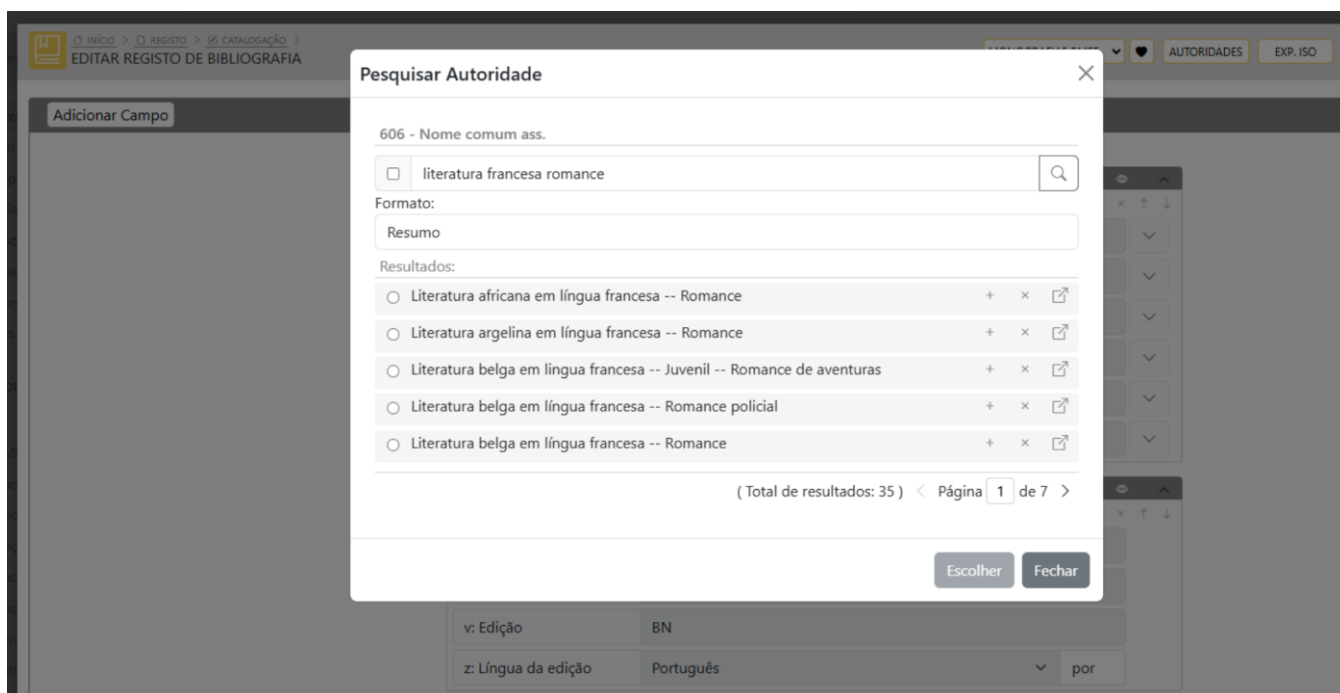 INÍCIO > REGISTO > CATALOGAÇÃO >
EDITAR REGISTO DE BIBLIOGRAFIA
AUTORIDADES
EXP. ISO
Adicionar Campo
Pesquisar Autoridade
606 - Nome comum ass.
literatura francesa romance
Formato:
Resumo
Resultados:
Literatura africana em língua francesa -- Romance
Literatura argelina em língua francesa -- Romance
Literatura belga em lingua francesa -- Juvenil -- Romance de aventuras
Literatura belga em língua francesa -- Romance policial
Literatura belga em língua francesa -- Romance
( Total de resultados: 35 ) < Página 1 de 7 >
Escolher Fechar
v: Edição BN
z: Língua da edição Português por